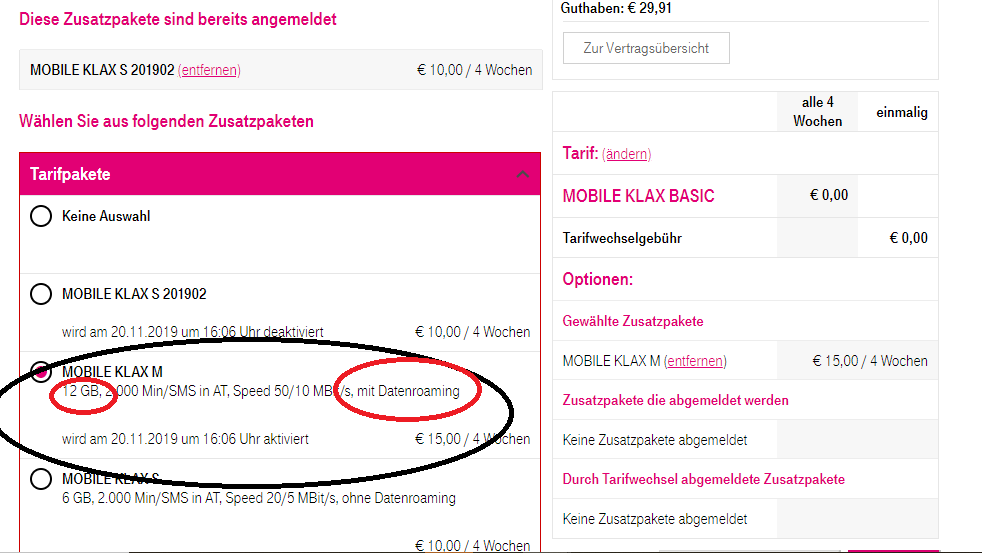 Diese Zusatzpakete sind bereits angemeldet
MOBILE KLAX S 201902 (entfernen) € 10,00 / 4 Wochen
Wählen Sie aus folgenden Zusatzpaketen
Tarifpakete
Keine Auswahl
MOBILE KLAX S 201902
wird am 20.11.2019 um 16:06 Uhr deaktiviert € 10,00 / 4 Wochen
MOBILE KLAX M
12 GB, 2.000 Min/SMS in AT, Speed 50/10 MBit/s, mit Datenroaming
wird am 20.11.2019 um 16:06 Uhr aktiviert € 15,00 / 4 Wochen
MOBILE KLAX S
6 GB, 2.000 Min/SMS in AT, Speed 20/5 MBit/s, ohne Datenroaming
€ 10,00 / 4 Wochen
Guthaben: € 29,91
Zur Vertragsübersicht
alle 4 Wochen einmalig
Tarif: (ändern)
MOBILE KLAX BASIC € 0,00
Tarifwechselgebühr € 0,00
Optionen:
Gewählte Zusatzpakete
MOBILE KLAX M (entfernen) € 15,00 / 4 Wochen
Zusatzpakete die abgemeldet werden
Keine Zusatzpakete abgemeldet
Durch Tarifwechsel abgemeldete Zusatzpakete
Keine Zusatzpakete abgemeldet